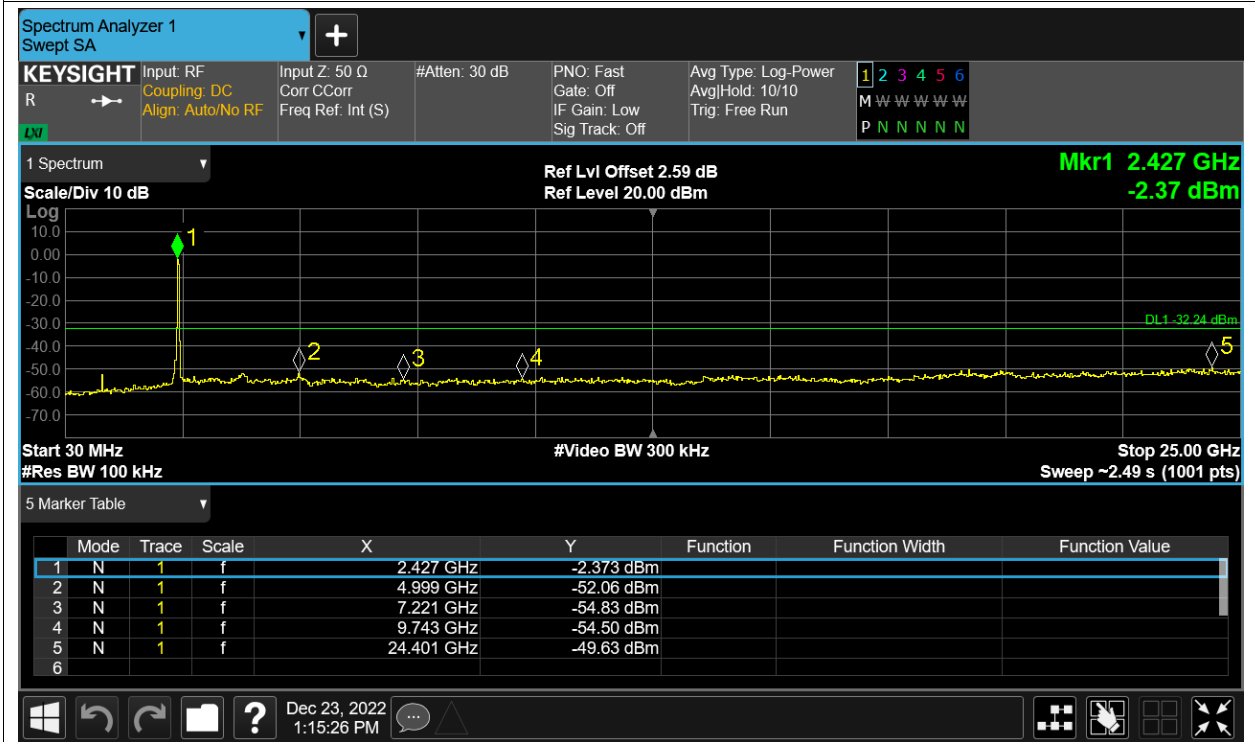 Spectrum Analyzer 1
Swept SA
+
KEYSIGHT Input: RF Input Z: 50 Ω #Atten: 30 dB PNO: Fast Avg Type: Log-Power 1 2 3 4 5 6
R Coupling: DC Corr CCorr Gate: Off Avg|Hold: 10/10 M W W W W W
Align: Auto/No RF Freq Ref: Int (S) IF Gain: Low Trig: Free Run
LXI Sig Track: Off P N N N N N
1 Spectrum Ref Lvl Offset 2.59 dB Mkr1 2.427 GHz
Scale/Div 10 dB Ref Level 20.00 dBm -2.37 dBm
Log
10.0
0.00
-10.0
-20.0
-30.0
-40.0
-50.0
-60.0
-70.0
1
DL1 -32.24 dBm
2 3 4 5
Start 30 MHz #Video BW 300 kHz Stop 25.00 GHz
#Res BW 100 kHz Sweep ~2.49 s (1001 pts)
5 Marker Table
Mode Trace Scale X Y Function Function Width Function Value
1 N 1 f 2.427 GHz -2.373 dBm
2 N 1 f 4.999 GHz -52.06 dBm
3 N 1 f 7.221 GHz -54.83 dBm
4 N 1 f 9.743 GHz -54.50 dBm
5 N 1 f 24.401 GHz -49.63 dBm
6
? Dec 23, 2022
1:15:26 PM